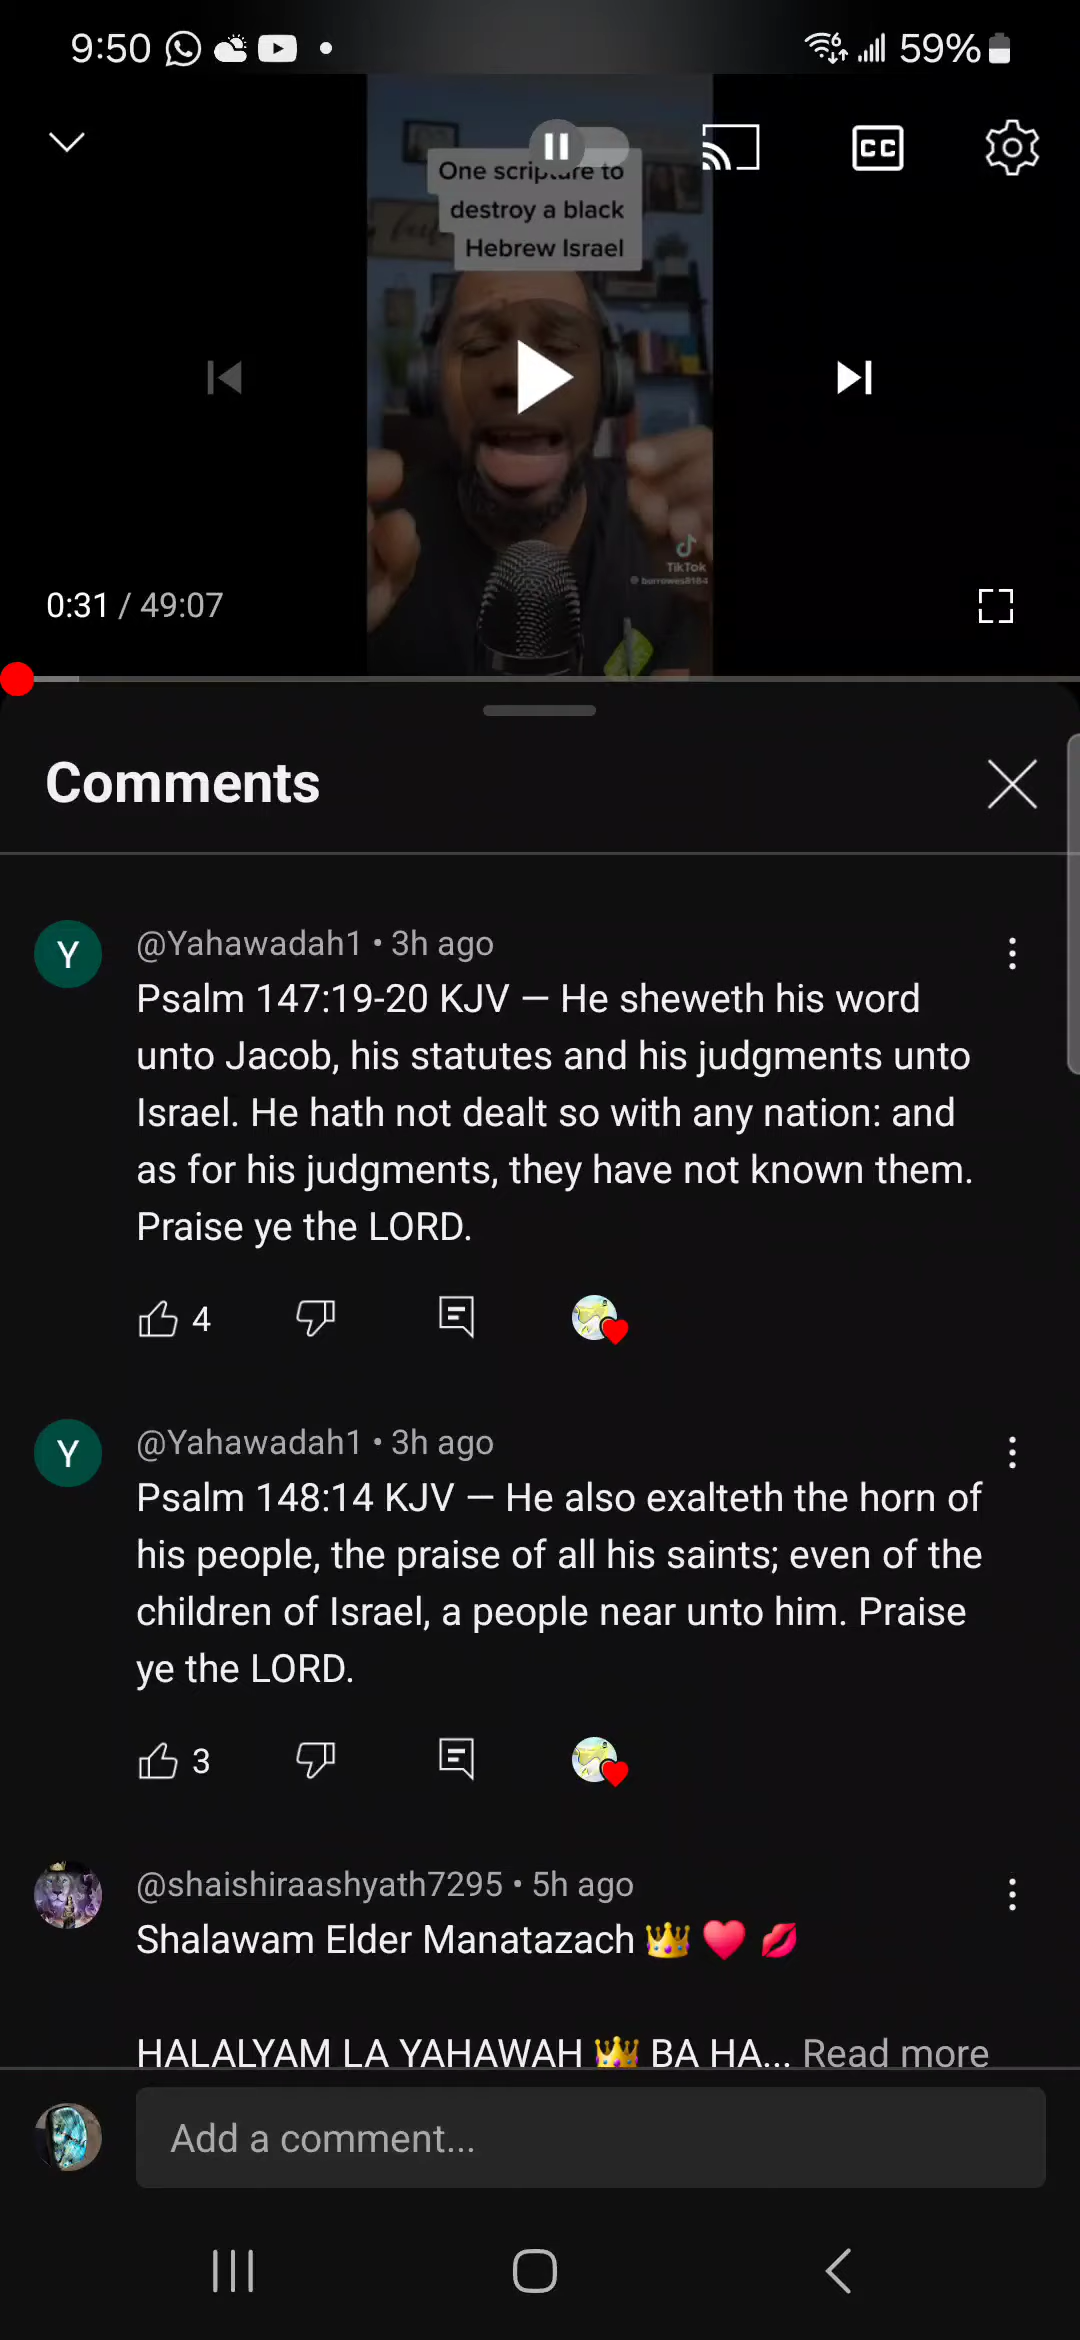 9:50
59%
One scripture to
destroy a black
Hebrew Israel
CC
TikTok
@burrowes8184
0:31 / 49:07
Comments
Y
@Yahawadah1 • 3h ago
Psalm 147:19-20 KJV — He sheweth his word
unto Jacob, his statutes and his judgments unto
Israel. He hath not dealt so with any nation: and
as for his judgments, they have not known them.
Praise ye the LORD.
4
Y
@Yahawadah1 • 3h ago
Psalm 148:14 KJV — He also exalteth the horn of
his people, the praise of all his saints; even of the
children of Israel, a people near unto him. Praise
ye the LORD.
3
@shaishiraashyath7295 • 5h ago
Shalawam Elder Manatazach 👑 ♥️ 💋
HALALYAM LA YAHAWAH 👑 BA HA... Read more
Add a comment...